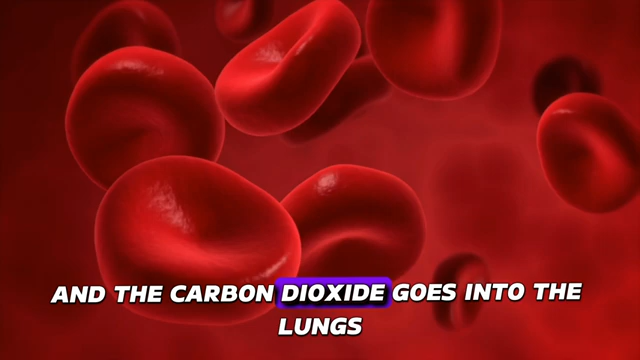 AND THE CARBON DIOXIDE GOES INTO THE
LUNGS